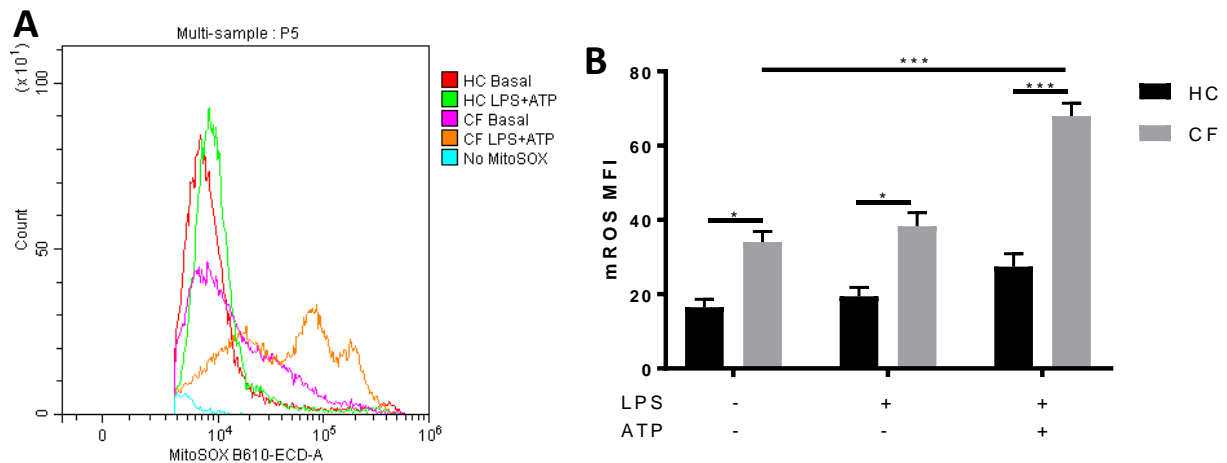 A
Multi-sample : P5
(x10¹)
100
50
0
Count
0 10⁴ 10⁵ 10⁶
MitoSOX B610-ECD-A
HC Basal
HC LPS+ATP
CF Basal
CF LPS+ATP
No MitoSOX
B
mROS MFI
80
60
40
20
0
***
***
*
*
HC
CF
LPS - + +
ATP - - +